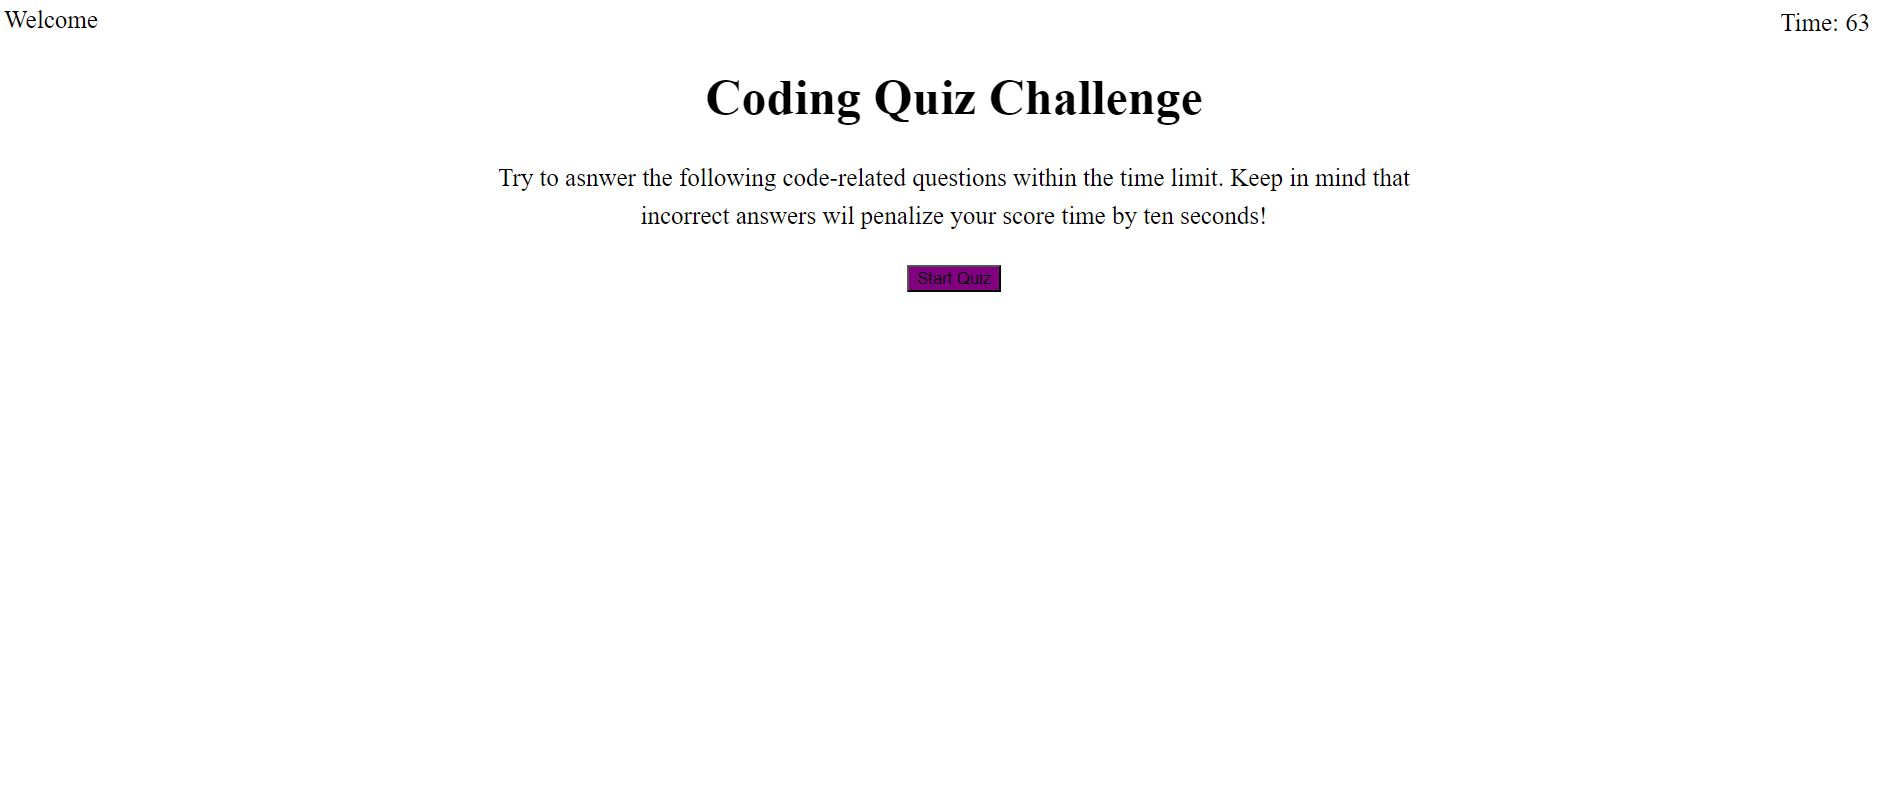 Welcome
Time: 63
Coding Quiz Challenge
Try to asnwer the following code-related questions within the time limit. Keep in mind that
incorrect answers wil penalize your score time by ten seconds!
Start Quiz